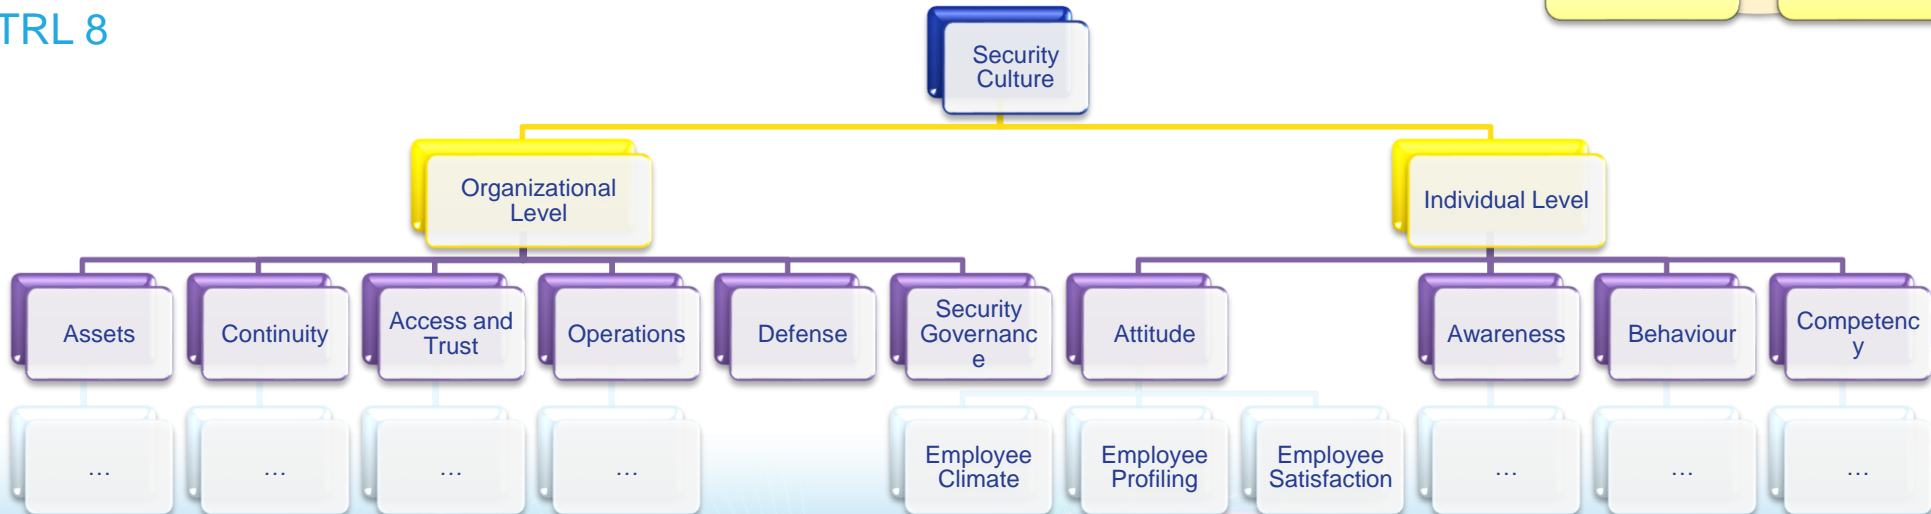 TRL 8
Security
Culture
Organizational
Level
Individual Level
Assets
Continuity
Access and
Trust
Operations
Defense
Security
Governanc
e
Attitude
Awareness
Behaviour
Competenc
y
…
…
…
…
Employee
Climate
Employee
Profiling
Employee
Satisfaction
…
…
…